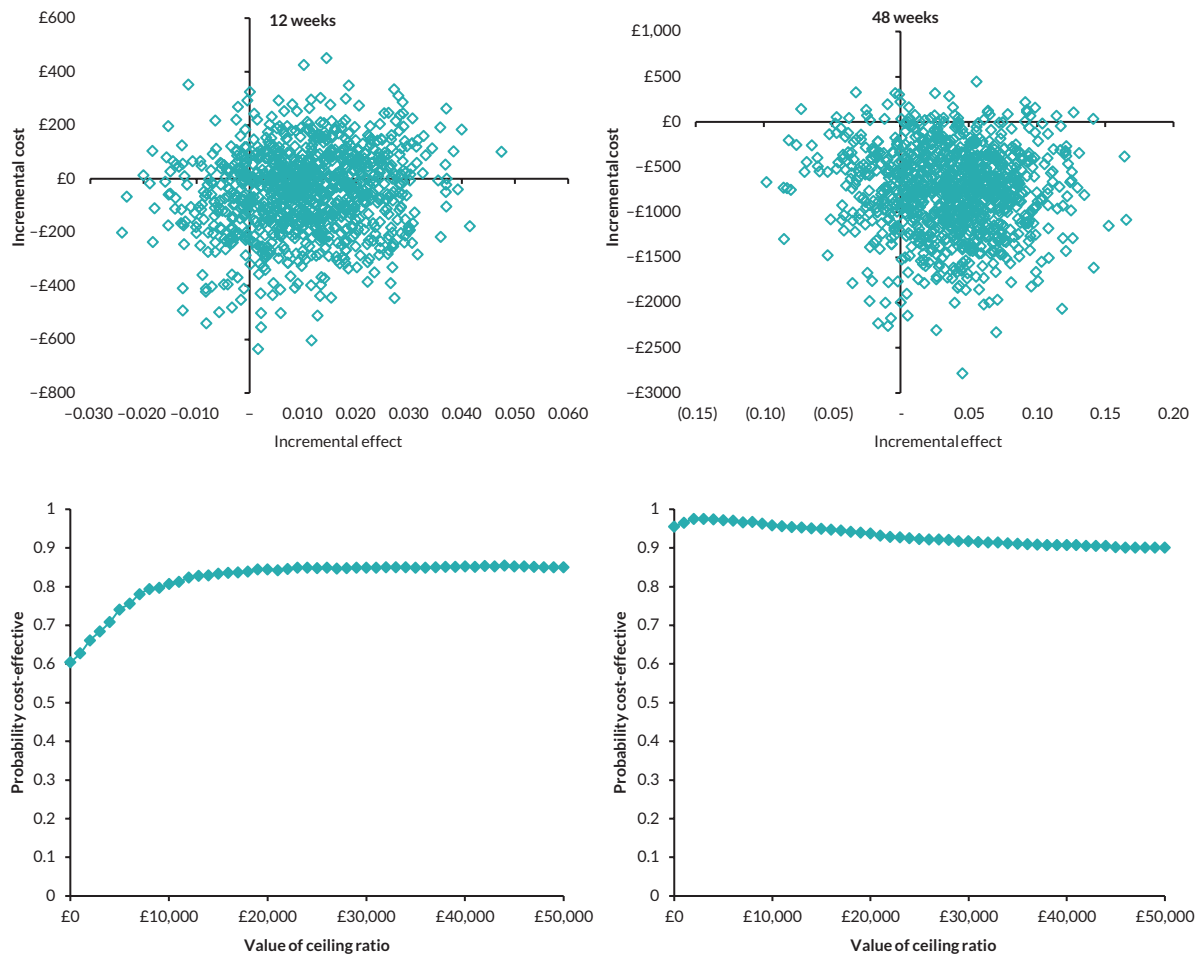 12 weeks
£600
£400
£200
£0
−£200
−£400
−£600
−£800
Incremental cost
−0.030 −0.020 −0.010 – 0.010 0.020 0.030 0.040 0.050 0.060
Incremental effect
48 weeks
£1,000
£500
£0
−£500
−£1000
−£1500
−£2000
−£2500
−£3000
Incremental cost
(0.15) (0.10) (0.05) - 0.05 0.10 0.15 0.20
Incremental effect
1
0.9
0.8
0.7
0.6
0.5
0.4
0.3
0.2
0.1
0
Probability cost-effective
£0 £10,000 £20,000 £30,000 £40,000 £50,000
Value of ceiling ratio
1
0.9
0.8
0.7
0.6
0.5
0.4
0.3
0.2
0.1
0
Probability cost-effective
£0 £10,000 £20,000 £30,000 £40,000 £50,000
Value of ceiling ratio